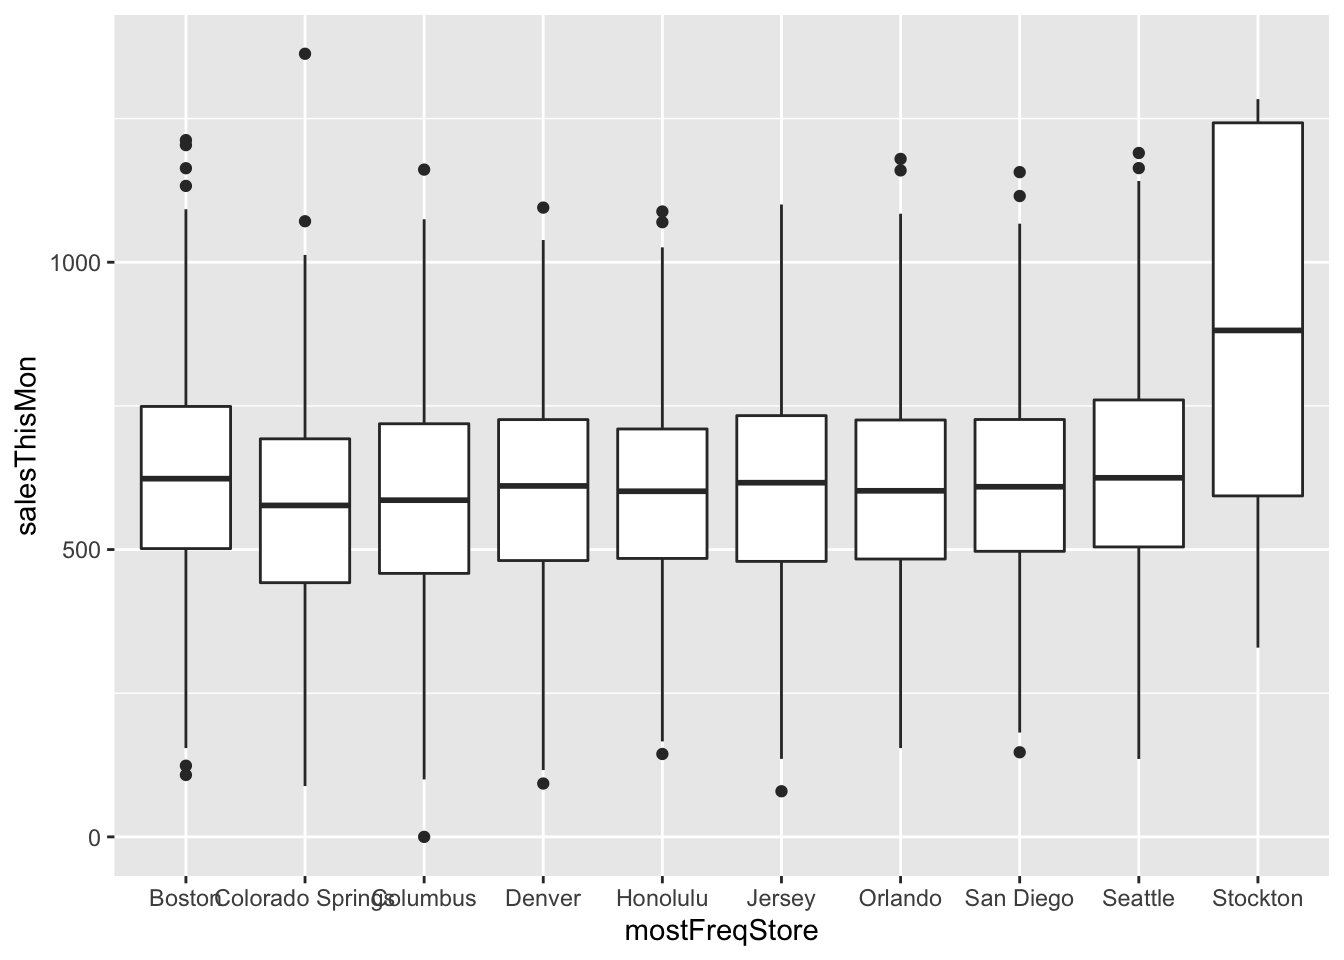 salesThisMon
1000
500
0
Boston Colorado Springs Columbus Denver Honolulu Jersey Orlando San Diego Seattle Stockton
mostFreqStore